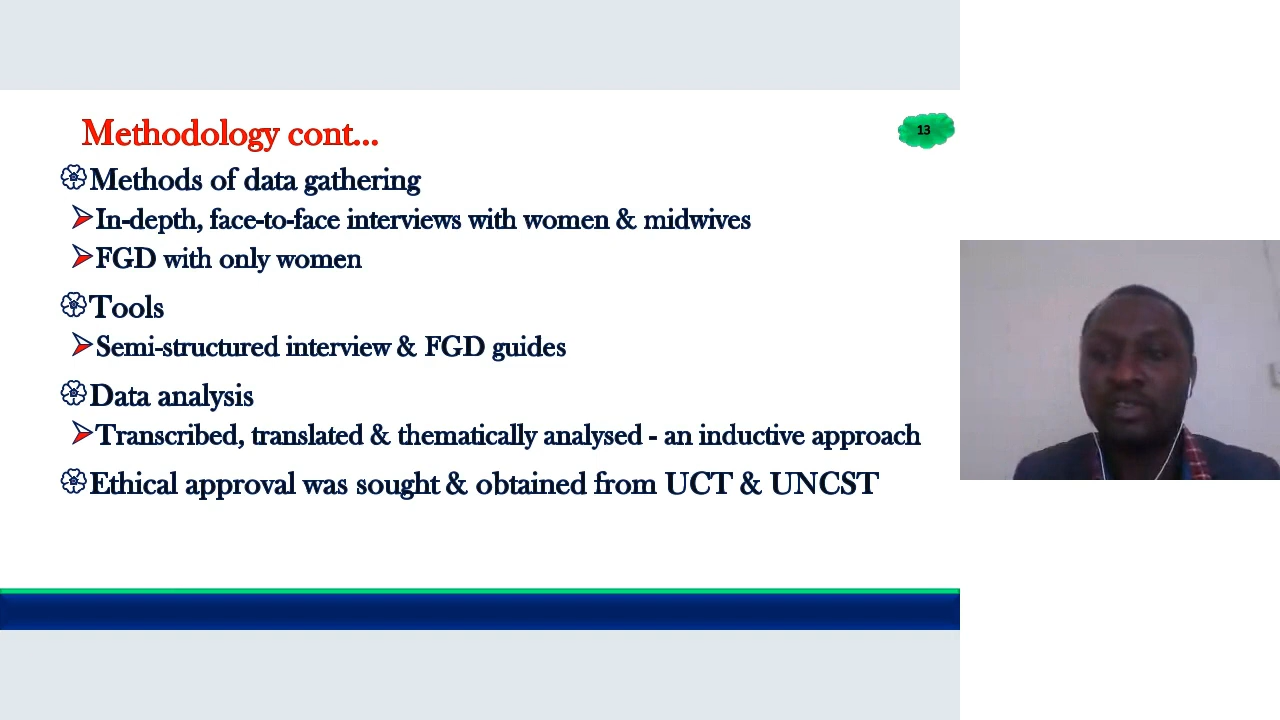 Methodology cont...
13
Methods of data gathering
In-depth, face-to-face interviews with women & midwives
FGD with only women
Tools
Semi-structured interview & FGD guides
Data analysis
Transcribed, translated & thematically analysed - an inductive approach
Ethical approval was sought & obtained from UCT & UNCST